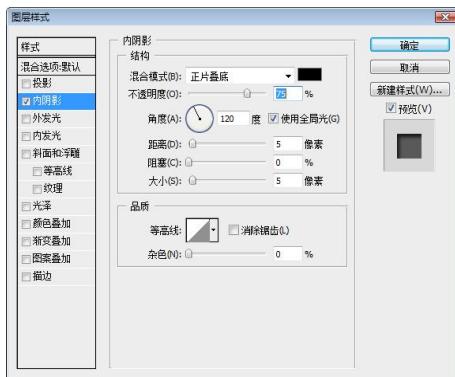 图层样式
样式
混合选项:默认
投影
内阴影
外发光
内发光
斜面和浮雕
等高线
纹理
光泽
颜色叠加
渐变叠加
图案叠加
描边
内阴影
结构
混合模式(B): 正片叠底
不透明度(O): 75 %
角度(A): 120 度 使用全局光(G)
距离(D): 5 像素
阻塞(C): 0 %
大小(S): 5 像素
品质
等高线: 消除锯齿(L)
杂色(N): 0 %
确定
取消
新建样式(W)...
预览(V)